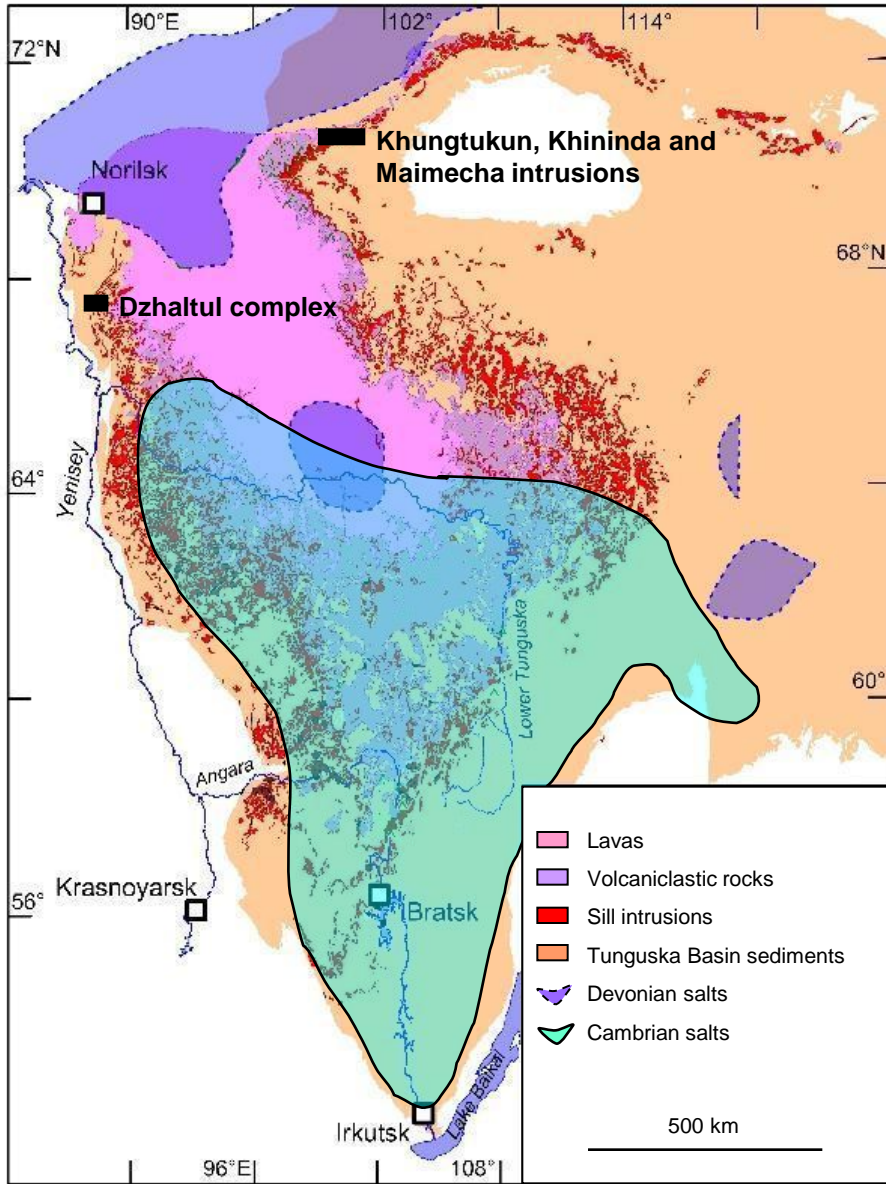 90°E
102°
114°
72°N
Khungtukun, Khininda and
Maimecha intrusions
Norilsk
68°N
Dzhaltul complex
Yenisey
64°
Lower Tunguska
60°
Angara
Krasnoyarsk
56°
Bratsk
Lavas
Volcaniclastic rocks
Sill intrusions
Tunguska Basin sediments
Devonian salts
Cambrian salts
500 km
Lake Baikal
Irkutsk
96°E
108°